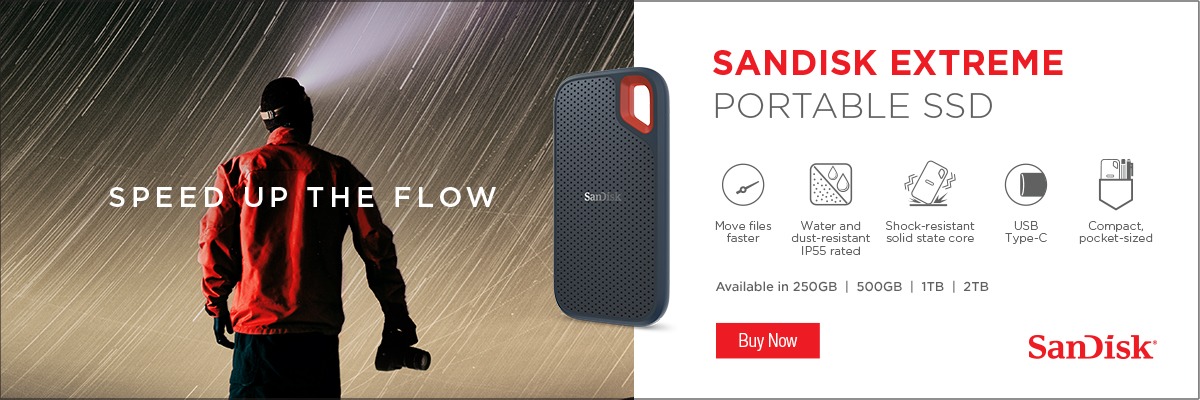 SPEED UP THE FLOW
SanDisk
SANDISK EXTREME
PORTABLE SSD
Move files
faster
Water and
dust-resistant
IP55 rated
Shock-resistant
solid state core
USB
Type-C
Compact,
pocket-sized
Available in 250GB | 500GB | 1TB | 2TB
Buy Now
SanDisk®